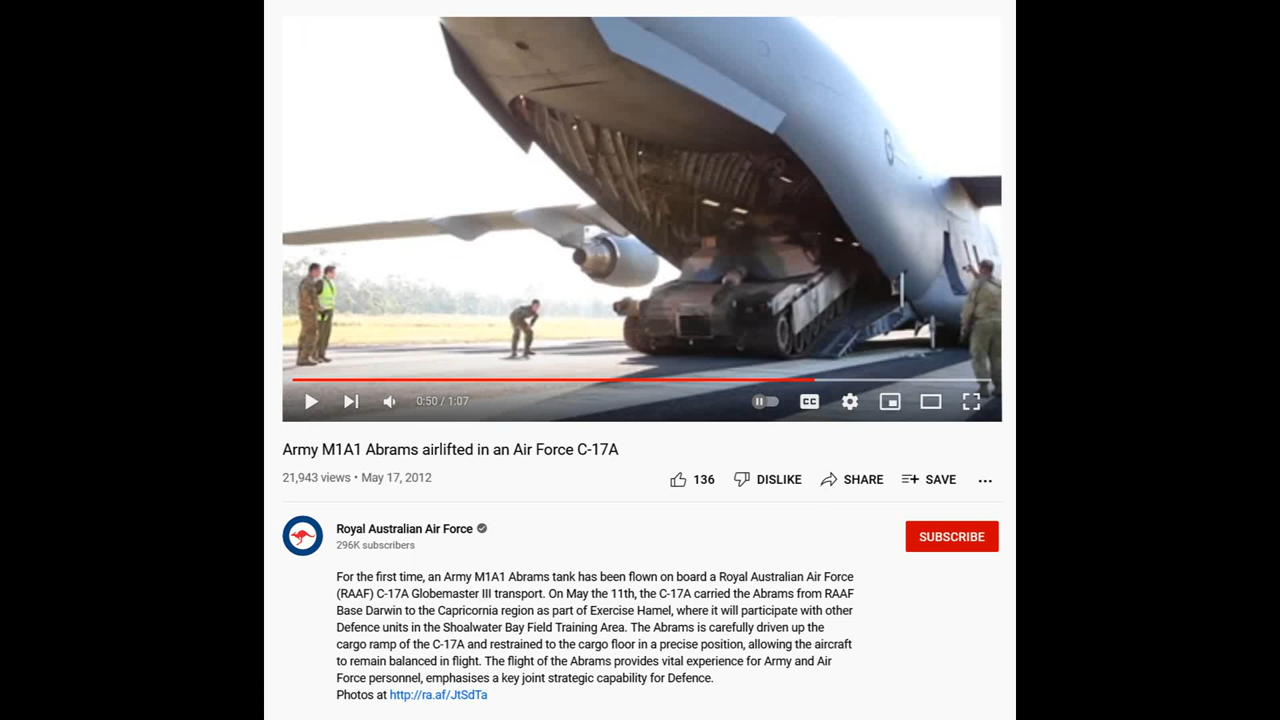 0:50 / 1:07
CC
Army M1A1 Abrams airlifted in an Air Force C-17A
21,943 views • May 17, 2012
136 DISLIKE SHARE SAVE ...
Royal Australian Air Force
296K subscribers
SUBSCRIBE
For the first time, an Army M1A1 Abrams tank has been flown on board a Royal Australian Air Force
(RAAF) C-17A Globemaster III transport. On May the 11th, the C-17A carried the Abrams from RAAF
Base Darwin to the Capricornia region as part of Exercise Hamel, where it will participate with other
Defence units in the Shoalwater Bay Field Training Area. The Abrams is carefully driven up the
cargo ramp of the C-17A and restrained to the cargo floor in a precise position, allowing the aircraft
to remain balanced in flight. The flight of the Abrams provides vital experience for Army and Air
Force personnel, emphasises a key joint strategic capability for Defence.
Photos at http://ra.af/JtSdTa